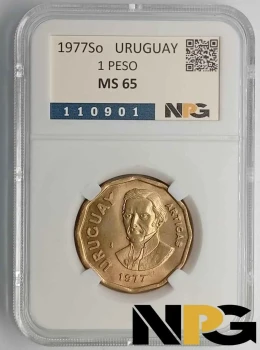 1977So URUGUAY
1 PESO
MS 65
110901
NPG
URUGUAY
ARTIGAS
1977
NPG